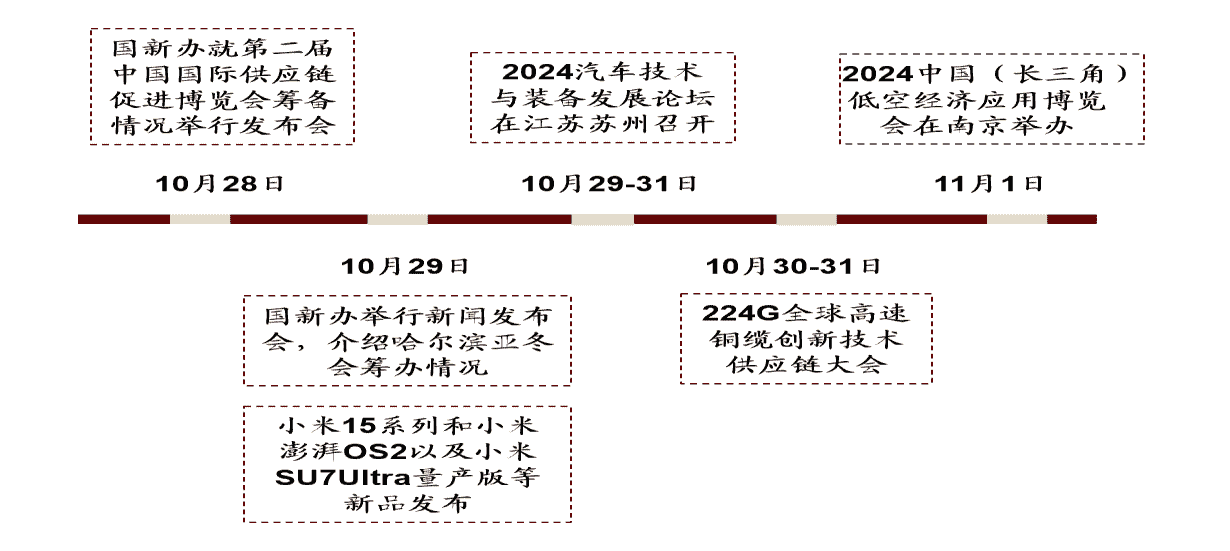 国新办就第二届
中国国际供应链
促进博览会筹备
情况举行发布会
2024汽车技术
与装备发展论坛
在江苏苏州召开
2024中国（长三角）
低空经济应用博览
会在南京举办
10月28日
10月29-31日
11月1日
10月29日
10月30-31日
国新办举行新闻发布
会，介绍哈尔滨亚冬
会筹办情况
224G全球高速
铜缆创新技术
供应链大会
小米15系列和小米
澎湃OS2以及小米
SU7Ultra量产版等
新品发布